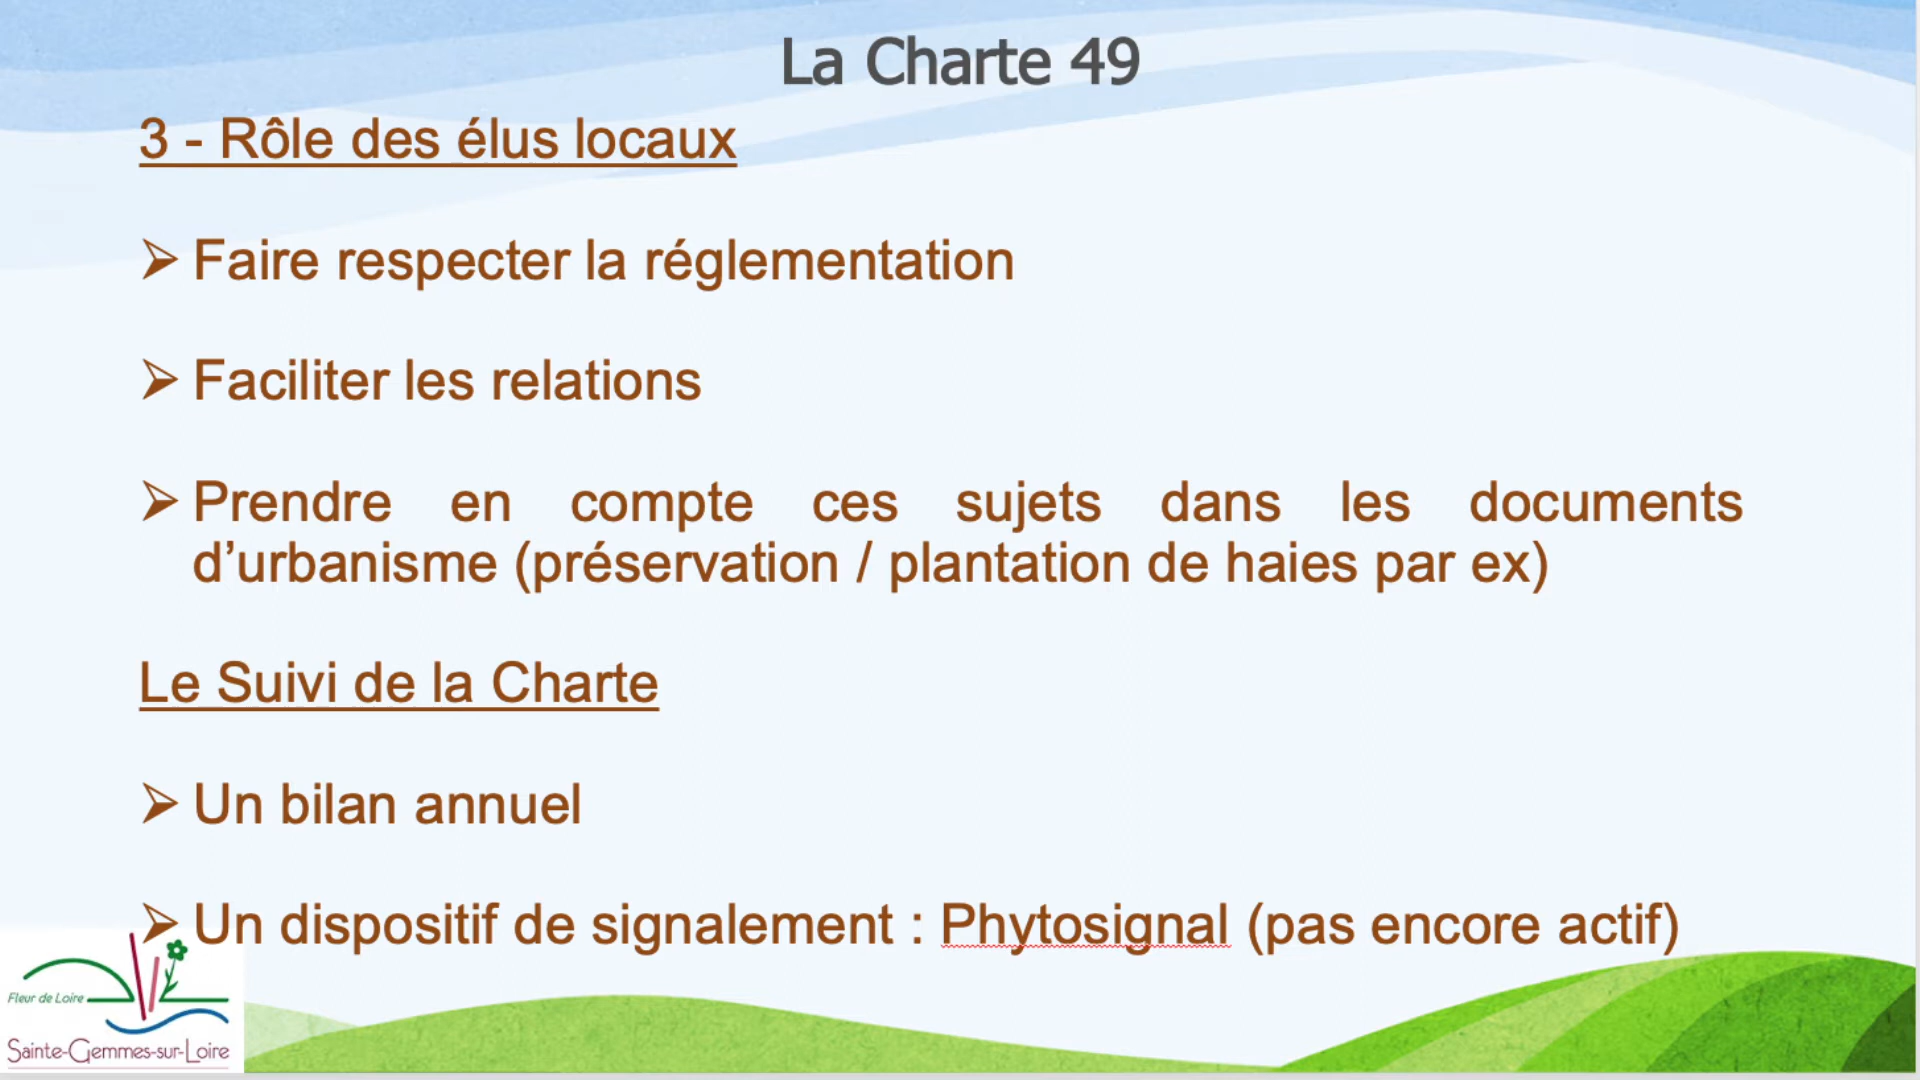 La Charte 49
3 - Rôle des élus locaux
➢ Faire respecter la réglementation
➢ Faciliter les relations
➢ Prendre en compte ces sujets dans les documents
d’urbanisme (préservation / plantation de haies par ex)
Le Suivi de la Charte
➢ Un bilan annuel
➢ Un dispositif de signalement : Phytosignal (pas encore actif)
Fleur de Loire
Sainte-Gemmes-sur-Loire